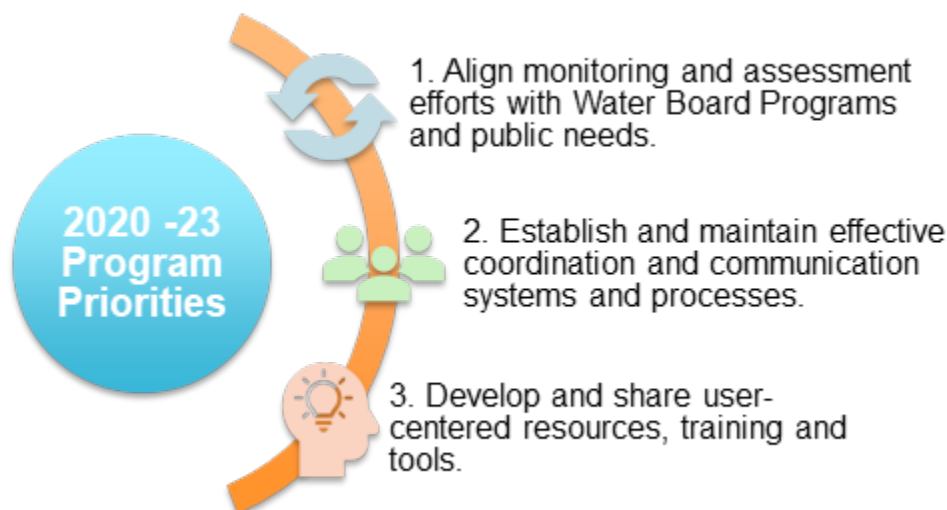 2020 -23
Program
Priorities
1. Align monitoring and assessment
efforts with Water Board Programs
and public needs.
2. Establish and maintain effective
coordination and communication
systems and processes.
3. Develop and share user-
centered resources, training and
tools.